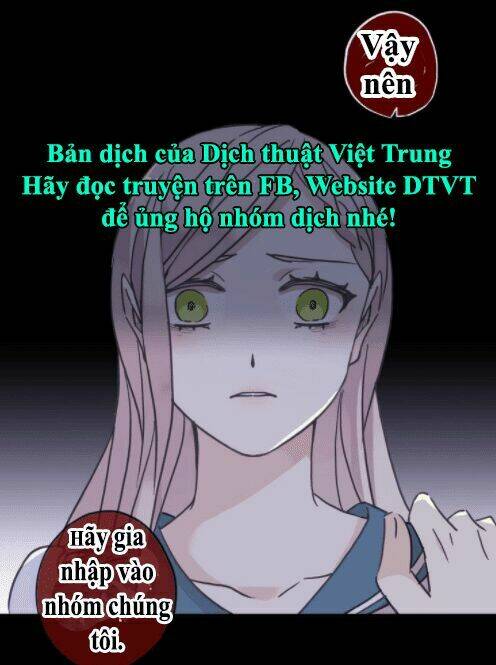 Vậy
nên
Bản dịch của Dịch thuật Việt Trung
Hãy đọc truyện trên FB, Website DTVT
để ủng hộ nhóm dịch nhé!
Hãy gia
nhập vào
nhóm chúng
tôi.